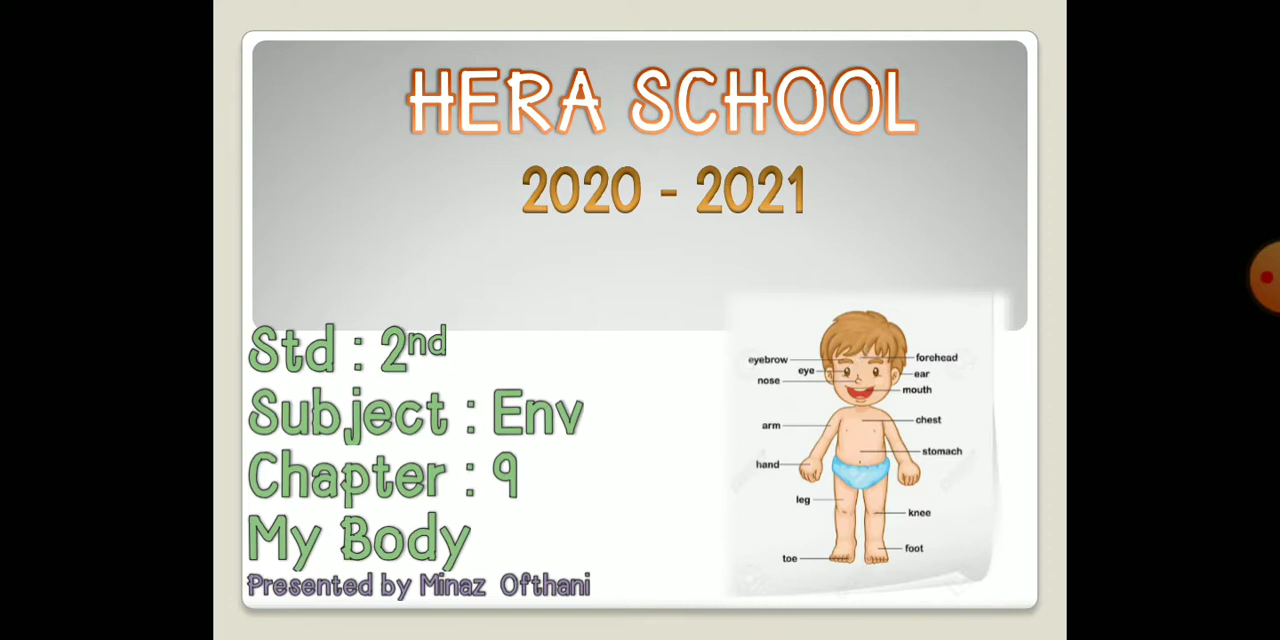 HERA SCHOOL
2020 - 2021
Std : 2nd
Subject : Env
Chapter : 9
My Body
Presented by Minaz Ofthani
eyebrow
forehead
eye
ear
nose
mouth
arm
chest
stomach
hand
leg
knee
foot
toe